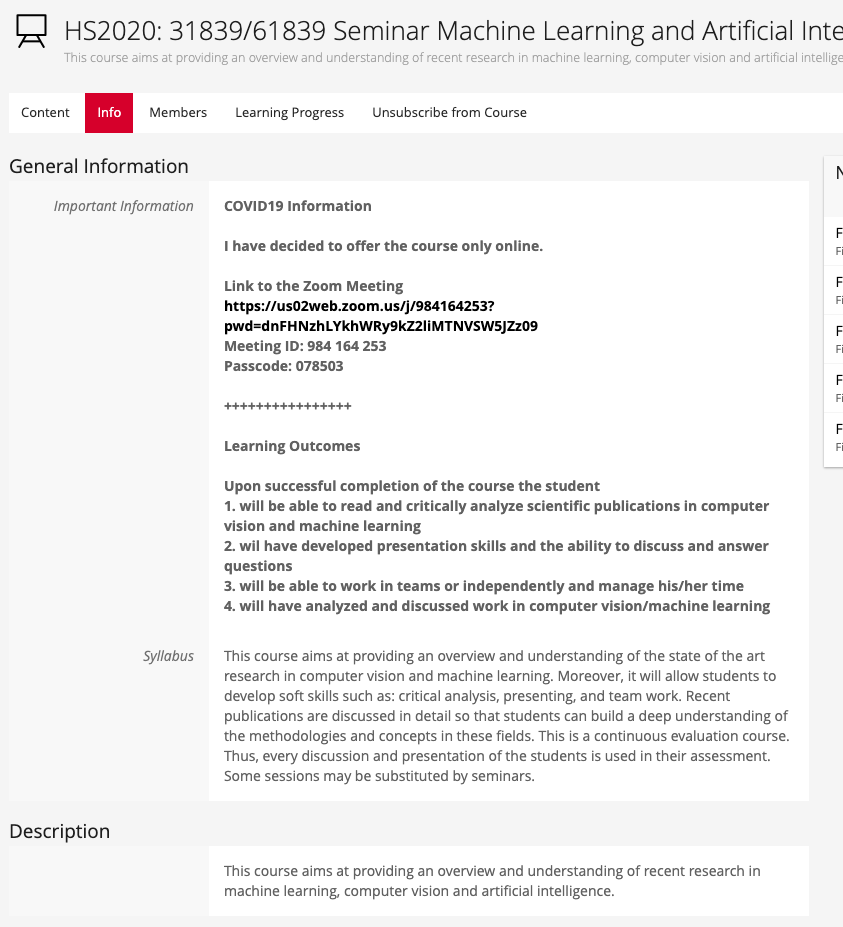 HS2020: 31839/61839 Seminar Machine Learning and Artificial Inte
This course aims at providing an overview and understanding of recent research in machine learning, computer vision and artificial intellige
Content Info Members Learning Progress Unsubscribe from Course
General Information
Important Information
COVID19 Information
I have decided to offer the course only online.
Link to the Zoom Meeting
https://us02web.zoom.us/j/984164253?
pwd=dnFHNzhLYkhWRy9kZ2liMTNVSW5JZz09
Meeting ID: 984 164 253
Passcode: 078503
++++++++++++++++
Learning Outcomes
Upon successful completion of the course the student
1. will be able to read and critically analyze scientific publications in computer
vision and machine learning
2. wil have developed presentation skills and the ability to discuss and answer
questions
3. will be able to work in teams or independently and manage his/her time
4. will have analyzed and discussed work in computer vision/machine learning
Syllabus
This course aims at providing an overview and understanding of the state of the art
research in computer vision and machine learning. Moreover, it will allow students to
develop soft skills such as: critical analysis, presenting, and team work. Recent
publications are discussed in detail so that students can build a deep understanding of
the methodologies and concepts in these fields. This is a continuous evaluation course.
Thus, every discussion and presentation of the students is used in their assessment.
Some sessions may be substituted by seminars.
Description
This course aims at providing an overview and understanding of recent research in
machine learning, computer vision and artificial intelligence.
N
F
Fi
F
Fi
F
Fi
F
Fi
F
Fi